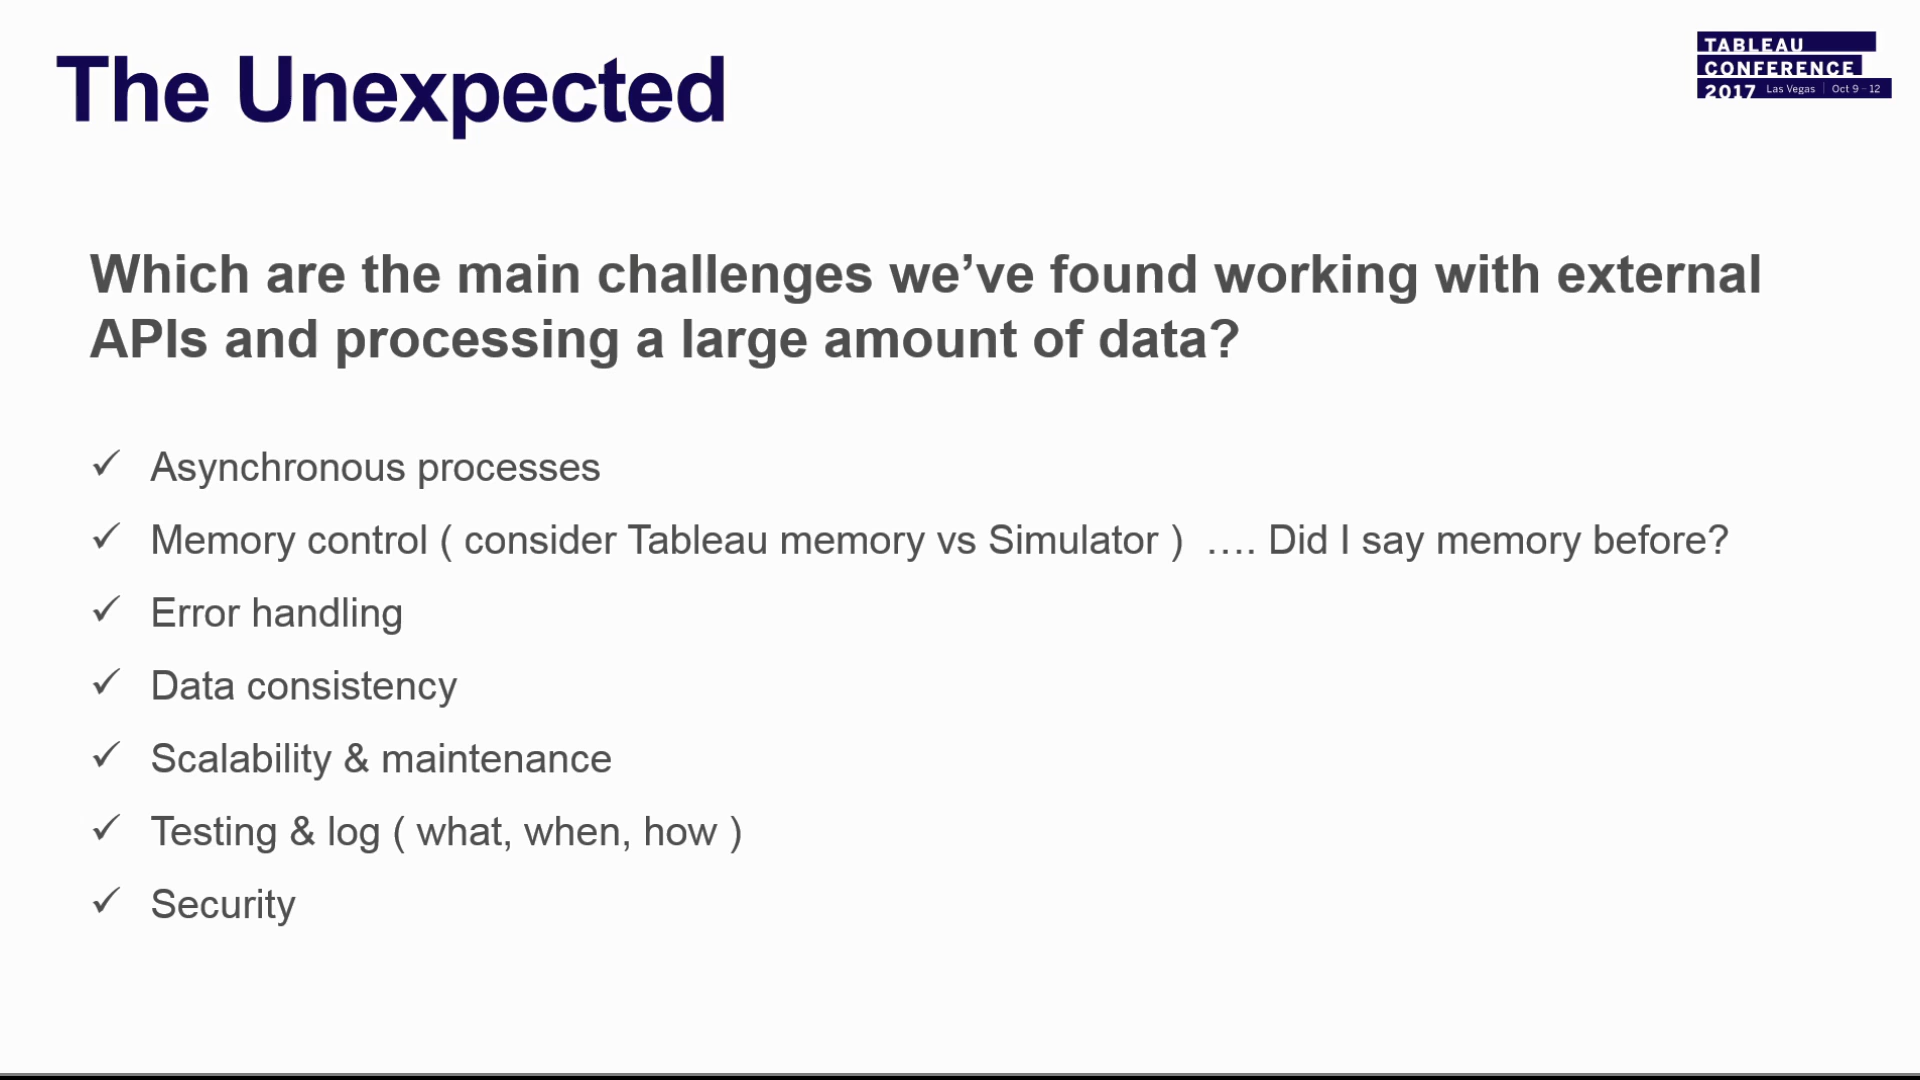 The Unexpected
TABLEAU
CONFERENCE
2017 Las Vegas | Oct 9 - 12
Which are the main challenges we’ve found working with external
APIs and processing a large amount of data?
✓ Asynchronous processes
✓ Memory control ( consider Tableau memory vs Simulator ) …. Did I say memory before?
✓ Error handling
✓ Data consistency
✓ Scalability & maintenance
✓ Testing & log ( what, when, how )
✓ Security